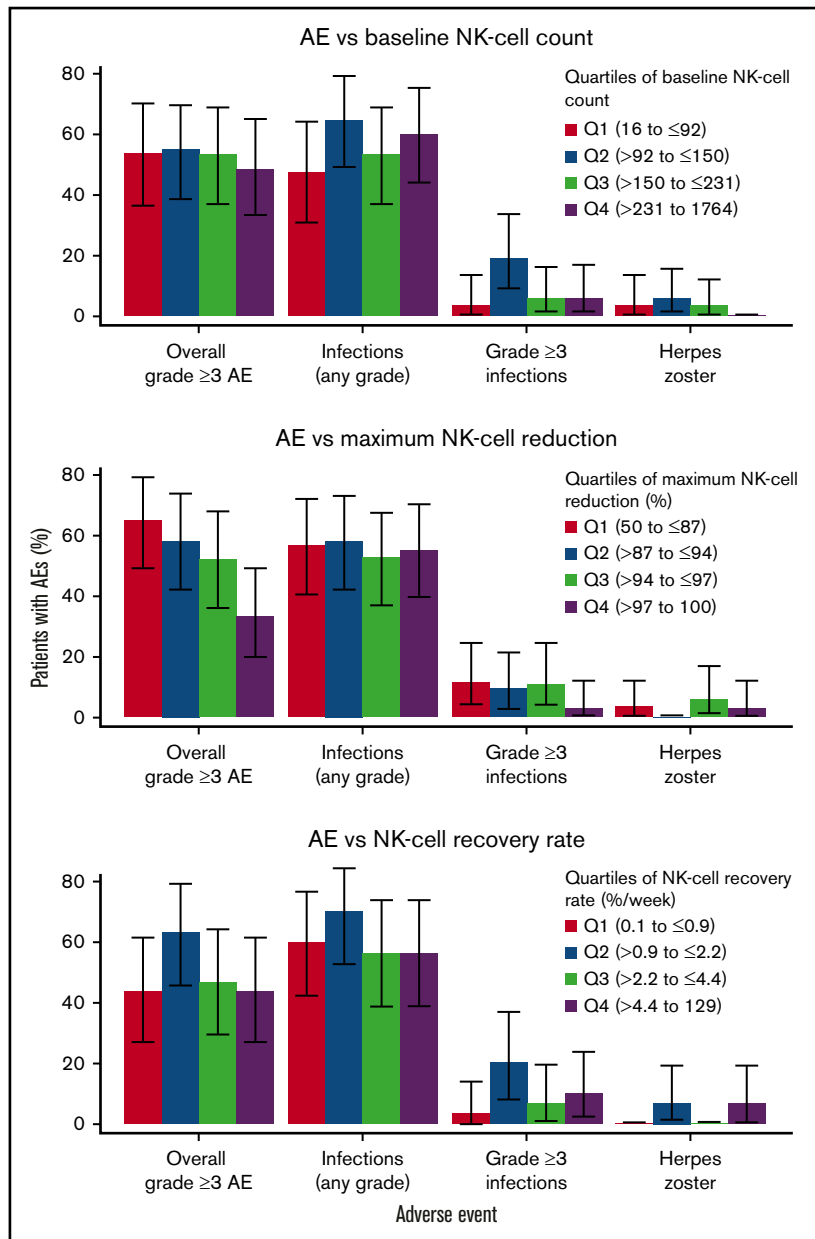 AE vs baseline NK-cell count
80
60
40
20
0
Quartiles of baseline NK-cell
count
Q1 (16 to ≤92)
Q2 (>92 to ≤150)
Q3 (>150 to ≤231)
Q4 (>231 to 1764)
Overall
grade ≥3 AE
Infections
(any grade)
Grade ≥3
infections
Herpes
zoster
AE vs maximum NK-cell reduction
Patients with AEs (%)
80
60
40
20
0
Quartiles of maximum NK-cell
reduction (%)
Q1 (50 to ≤87)
Q2 (>87 to ≤94)
Q3 (>94 to ≤97)
Q4 (>97 to 100)
Overall
grade ≥3 AE
Infections
(any grade)
Grade ≥3
infections
Herpes
zoster
AE vs NK-cell recovery rate
80
60
40
20
0
Quartiles of NK-cell recovery
rate (%/week)
Q1 (0.1 to ≤0.9)
Q2 (>0.9 to ≤2.2)
Q3 (>2.2 to ≤4.4)
Q4 (>4.4 to 129)
Overall
grade ≥3 AE
Infections
(any grade)
Grade ≥3
infections
Herpes
zoster
Adverse event